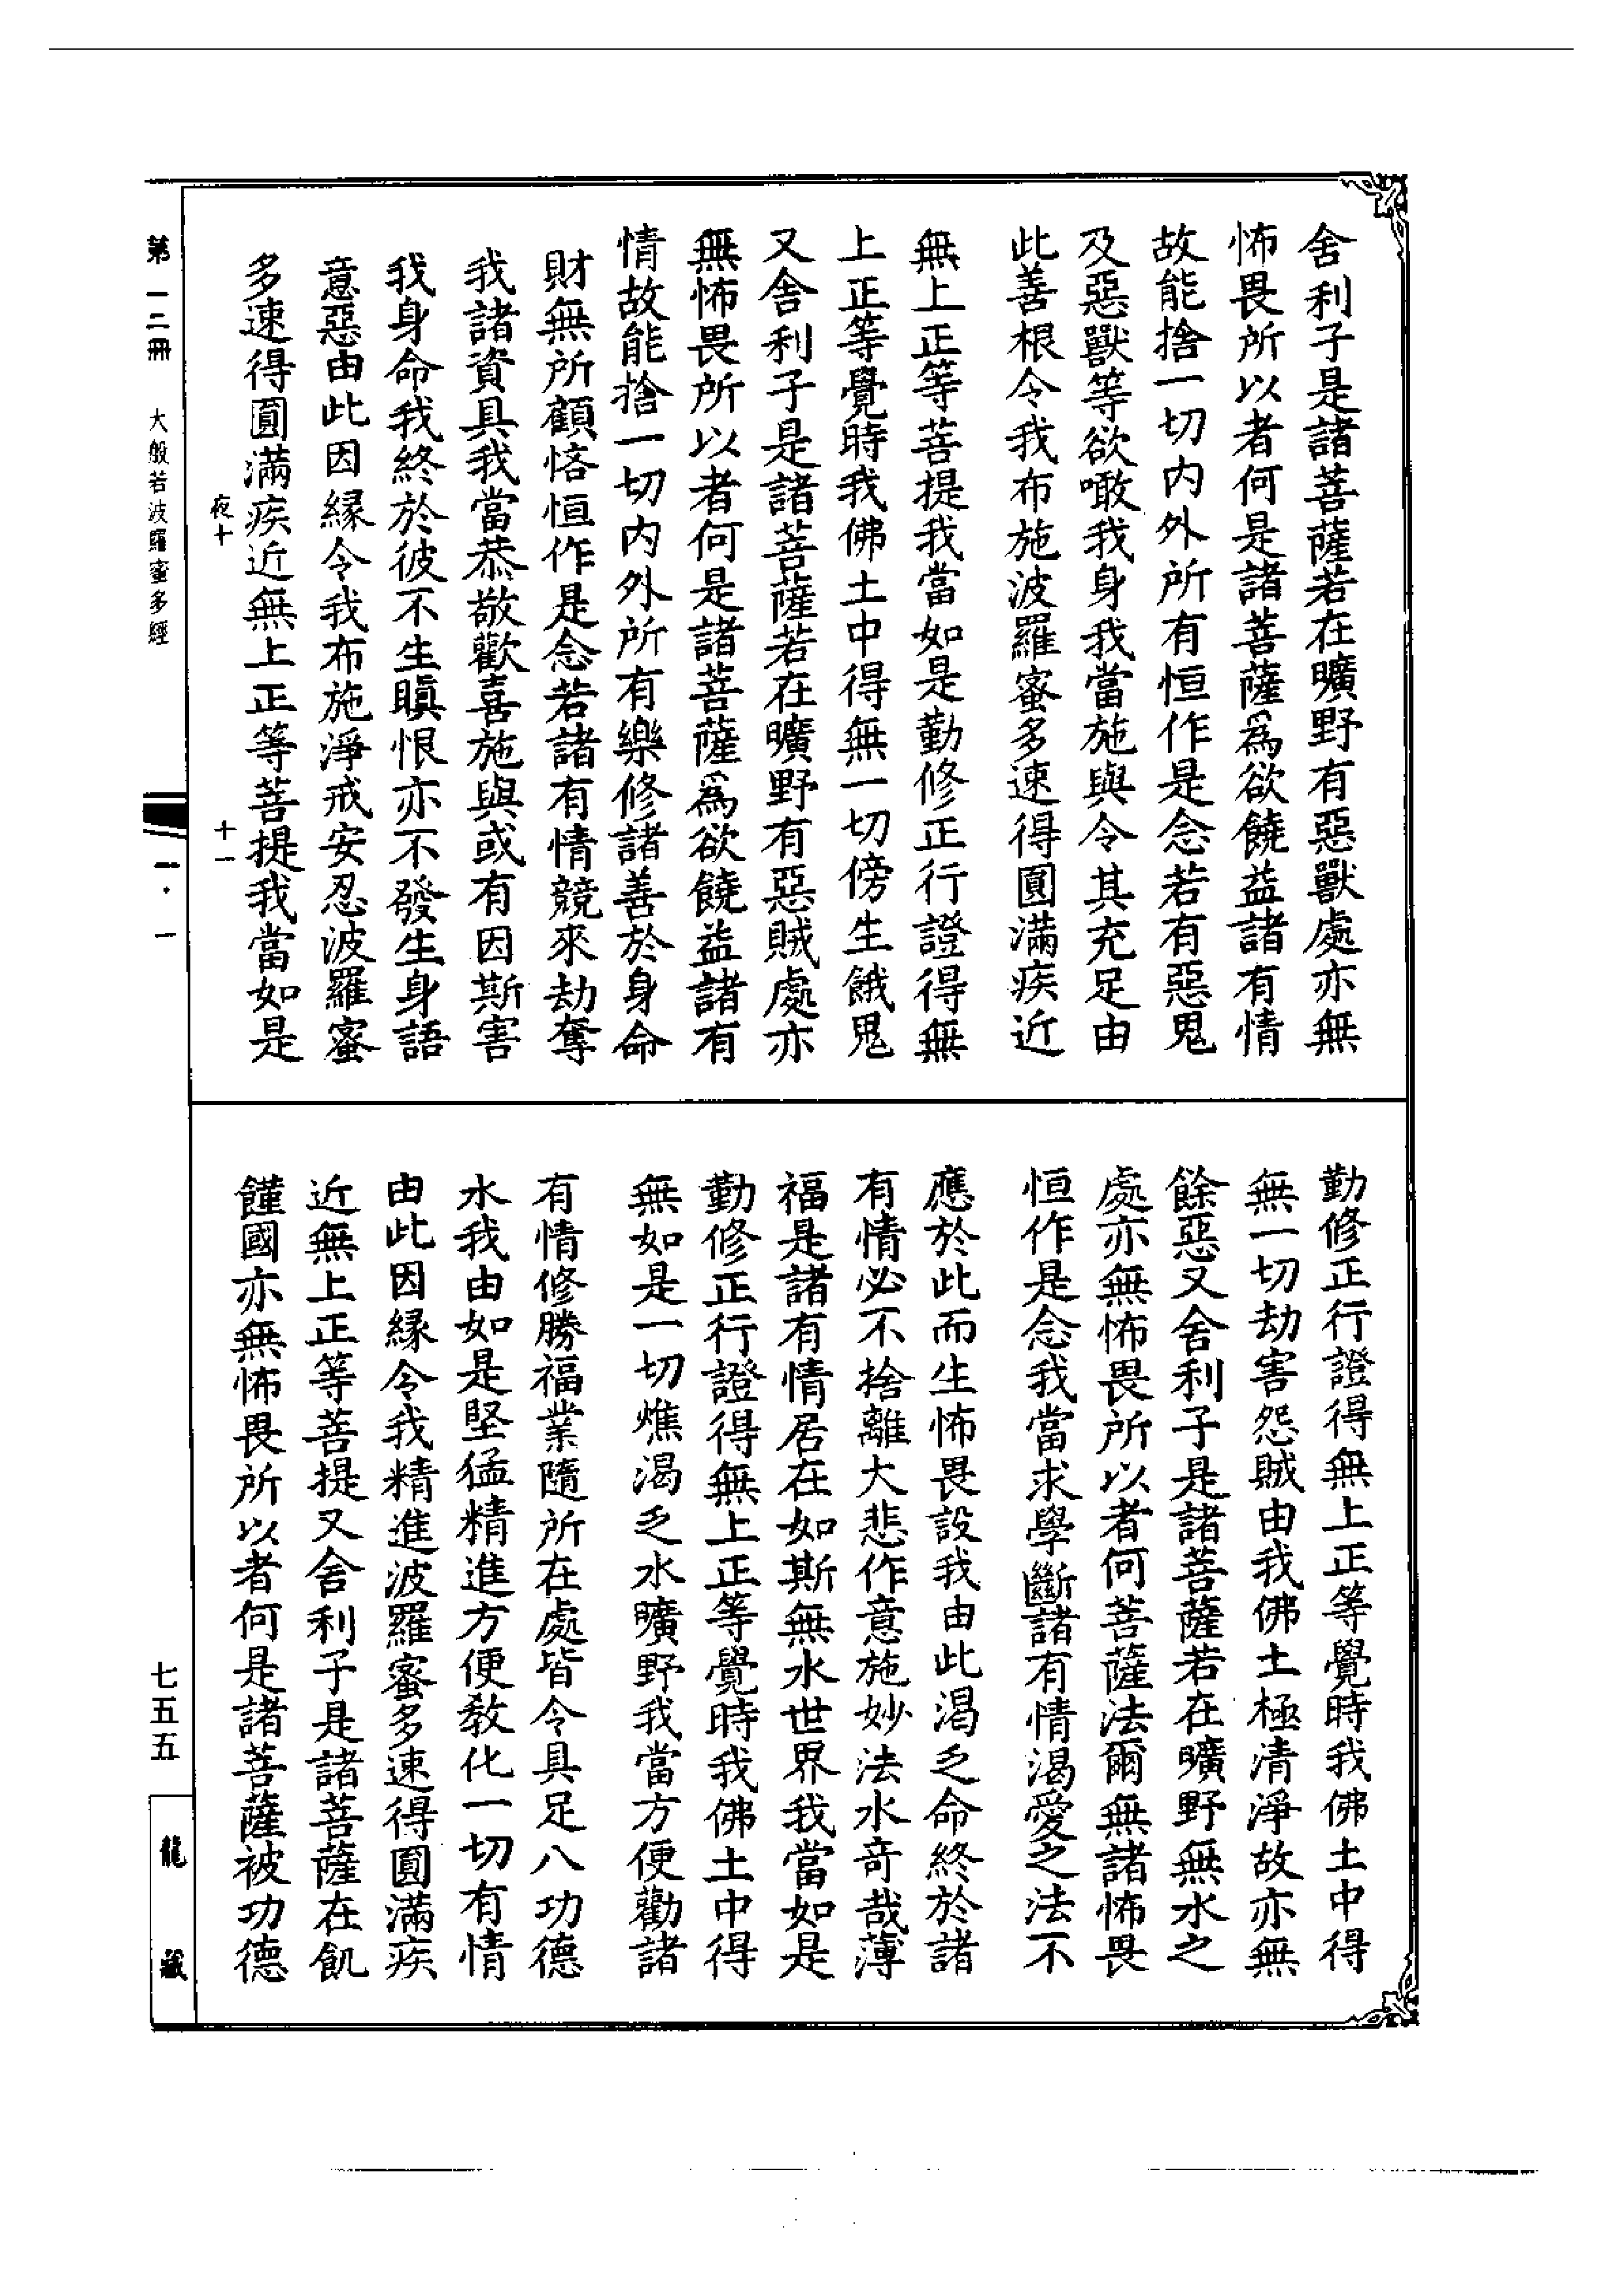 舍利子是諸菩薩若在曠野有惡獸處亦無
怖畏所以者何是諸菩薩爲欲饒益諸有情
故能捨一切内外所有恒作是念若有惡鬼
及惡獸等欲噉我身我當施與令其充足由
此善根令我布施波羅蜜多速得圓滿疾近
無上正等菩提我當如是勤修正行證得無
上正等覺時我佛土中得無一切傍生餓鬼
又舍利子是諸菩薩若在曠野有惡賊處亦
無怖畏所以者何是諸菩薩爲欲饒益諸有
情故能捨一切内外所有樂修諸善於身命
財無所顧悋恒作是念若諸有情競來劫奪
我諸資具我當恭敬歡喜施與或有因斯害
我身命我終於彼不生瞋恨亦不發生身語
意惡由此因緣令我布施淨戒安忍波羅蜜
多速得圓滿疾近無上正等菩提我當如是
勤修正行證得無上正等覺時我佛土中得
無一切劫害怨賊由我佛土極清淨故亦無
餘惡又舍利子是諸菩薩若在曠野無水之
處亦無怖畏所以者何菩薩法爾無諸怖畏
恒作是念我當求學斷諸有情渴愛之法不
應於此而生怖畏設我由此渴乏命終於諸
有情必不捨離大悲作意施妙法水奇哉薄
福是諸有情居在如斯無水世界我當如是
勤修正行證得無上正等覺時我佛土中得
無如是一切燋渴乏水曠野我當方便勸諸
有情修勝福業隨所在處皆令具足八功德
水我由如是堅猛精進方便教化一切有情
由此因緣令我精進波羅蜜多速得圓滿疾
近無上正等菩提又舍利子是諸菩薩在飢
饉國亦無怖畏所以者何是諸菩薩被功德
夜十 十一
第一二冊 大般若波羅蜜多經 一·一
七五五
龍藏